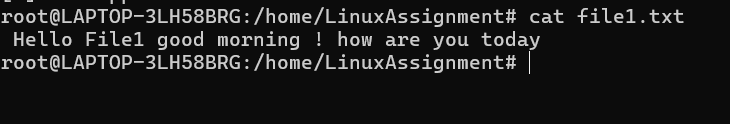 root@LAPTOP-3LH58BRG:/home/LinuxAssignment# cat file1.txt
 Hello File1 good morning ! how are you today
root@LAPTOP-3LH58BRG:/home/LinuxAssignment#